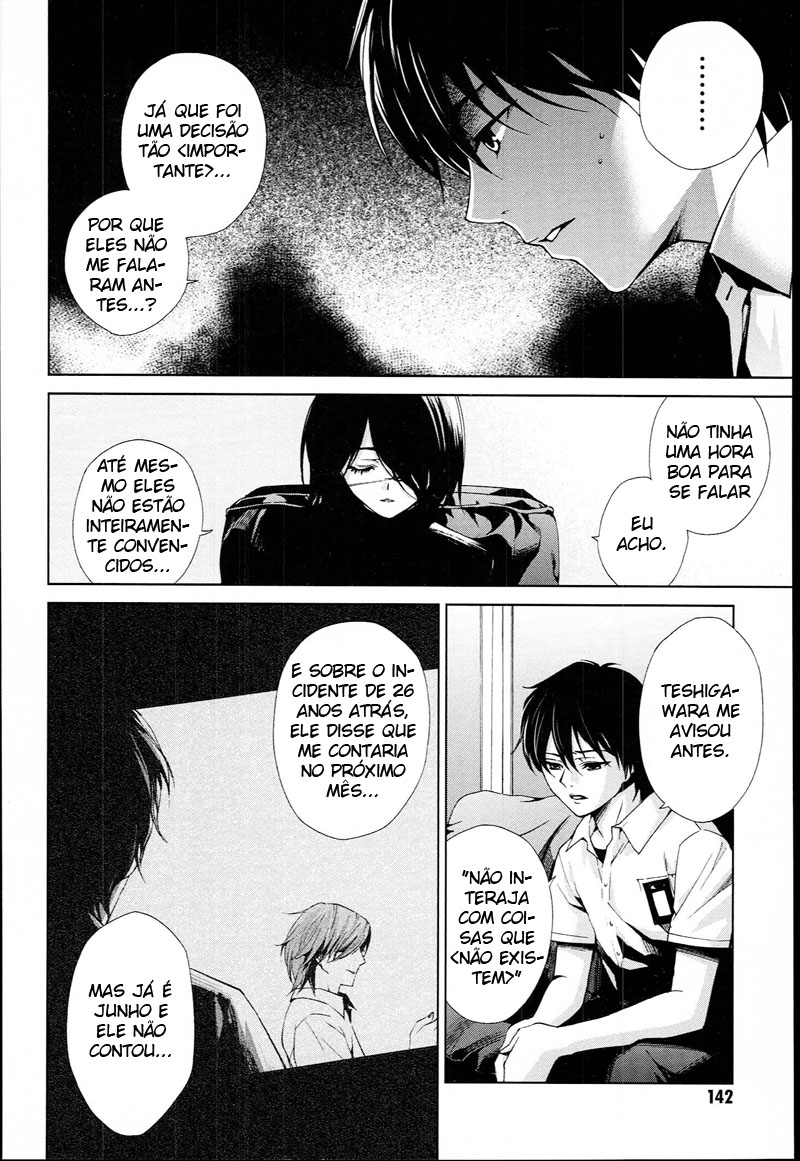 .........
JÁ QUE FOI
UMA DECISÃO
TÃO <IMPOR-
TANTE>...
POR QUE
ELES NÃO
ME FALA-
RAM AN-
TES...?
NÃO TINHA
UMA HORA
BOA PARA
SE FALAR
EU
ACHO.
ATÉ MES-
MO ELES
NÃO ESTÃO
INTEIRAMEN-
TE CONVEN-
CIDOS...
TESHIGA-
WARA ME
AVISOU
ANTES.
"NÃO IN-
TERAJA
COM COI-
SAS QUE
<NÃO EXIS-
TEM>"
E SOBRE O IN-
CIDENTE DE 26
ANOS ATRÁS,
ELE DISSE QUE
ME CONTARIA
NO PRÓXIMO
MÊS...
MAS JÁ É
JUNHO E
ELE NÃO
CONTOU...
142